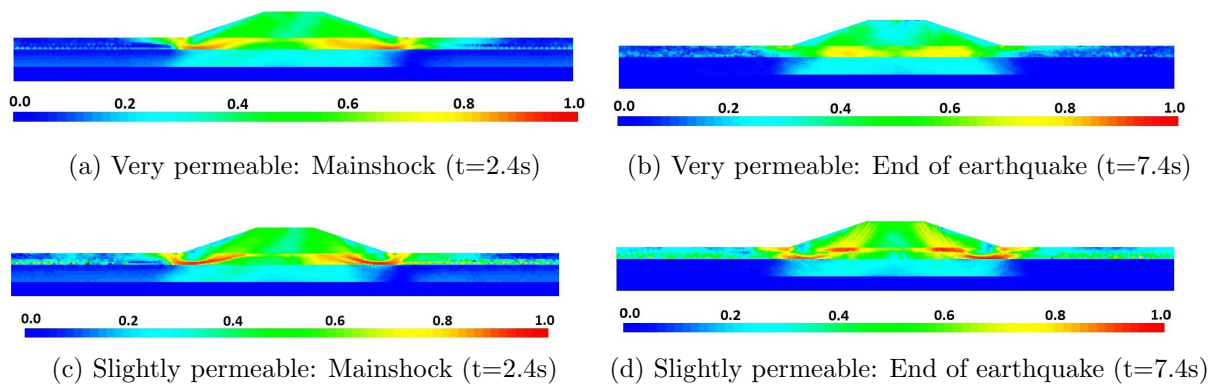 0.0 0.2 0.4 0.6 0.8 1.0
0.0 0.2 0.4 0.6 0.8 1.0
(a) Very permeable: Mainshock (t=2.4s)
(b) Very permeable: End of earthquake (t=7.4s)
0.0 0.2 0.4 0.6 0.8 1.0
0.0 0.2 0.4 0.6 0.8 1.0
(c) Slightly permeable: Mainshock (t=2.4s)
(d) Slightly permeable: End of earthquake (t=7.4s)